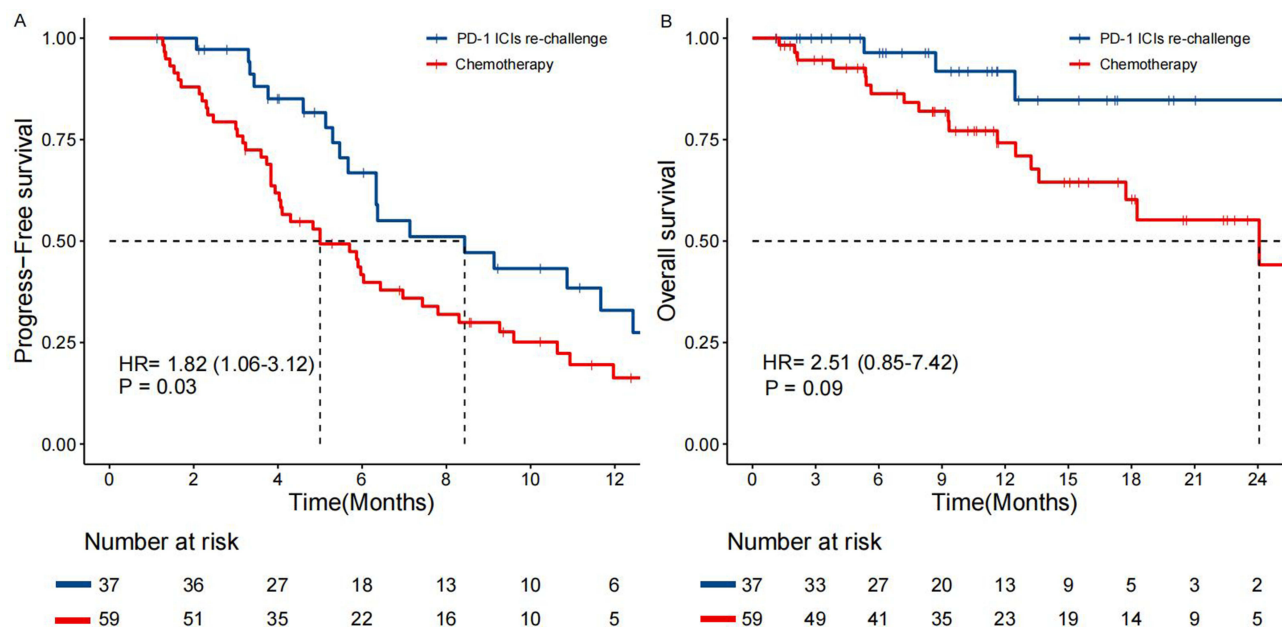 A
PD-1 ICIs re-challenge
Chemotherapy
Progress-Free survival
1.00
0.75
0.50
0.25
0.00
HR= 1.82 (1.06-3.12)
P = 0.03
0 2 4 6 8 10 12
Time(Months)
Number at risk
37 36 27 18 13 10 6
59 51 35 22 16 10 5
B
PD-1 ICIs re-challenge
Chemotherapy
Overall survival
1.00
0.75
0.50
0.25
0.00
HR= 2.51 (0.85-7.42)
P = 0.09
0 3 6 9 12 15 18 21 24
Time(Months)
Number at risk
37 33 27 20 13 9 5 3 2
59 49 41 35 23 19 14 9 5